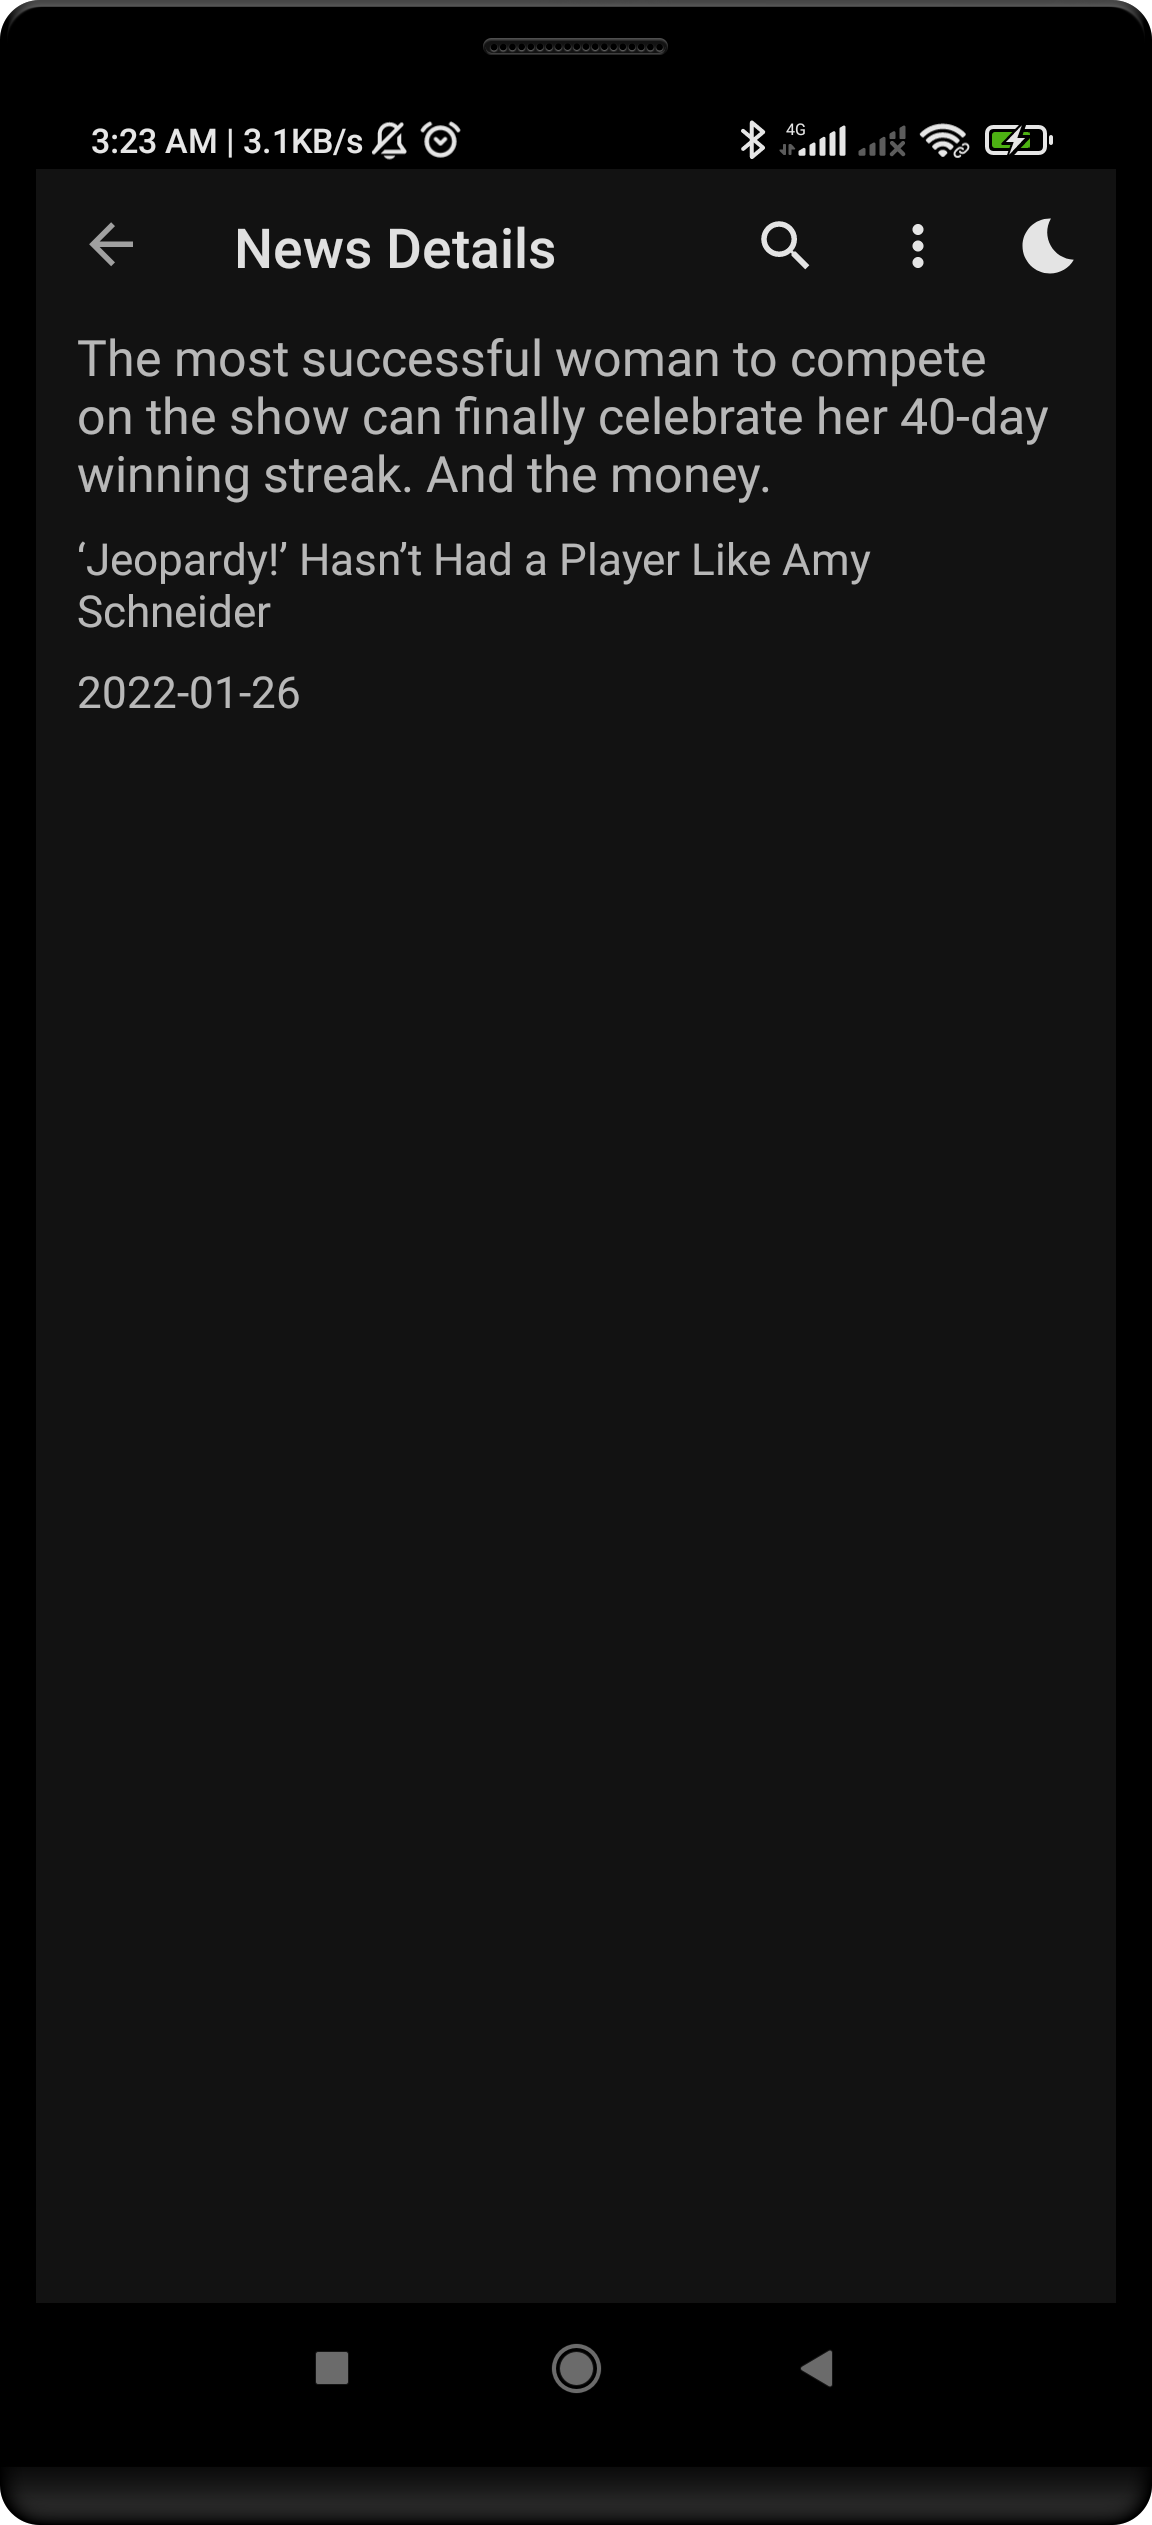 3:23 AM | 3.1KB/s
4G
News Details
The most successful woman to compete
on the show can finally celebrate her 40-day
winning streak. And the money.
‘Jeopardy!’ Hasn’t Had a Player Like Amy
Schneider
2022-01-26